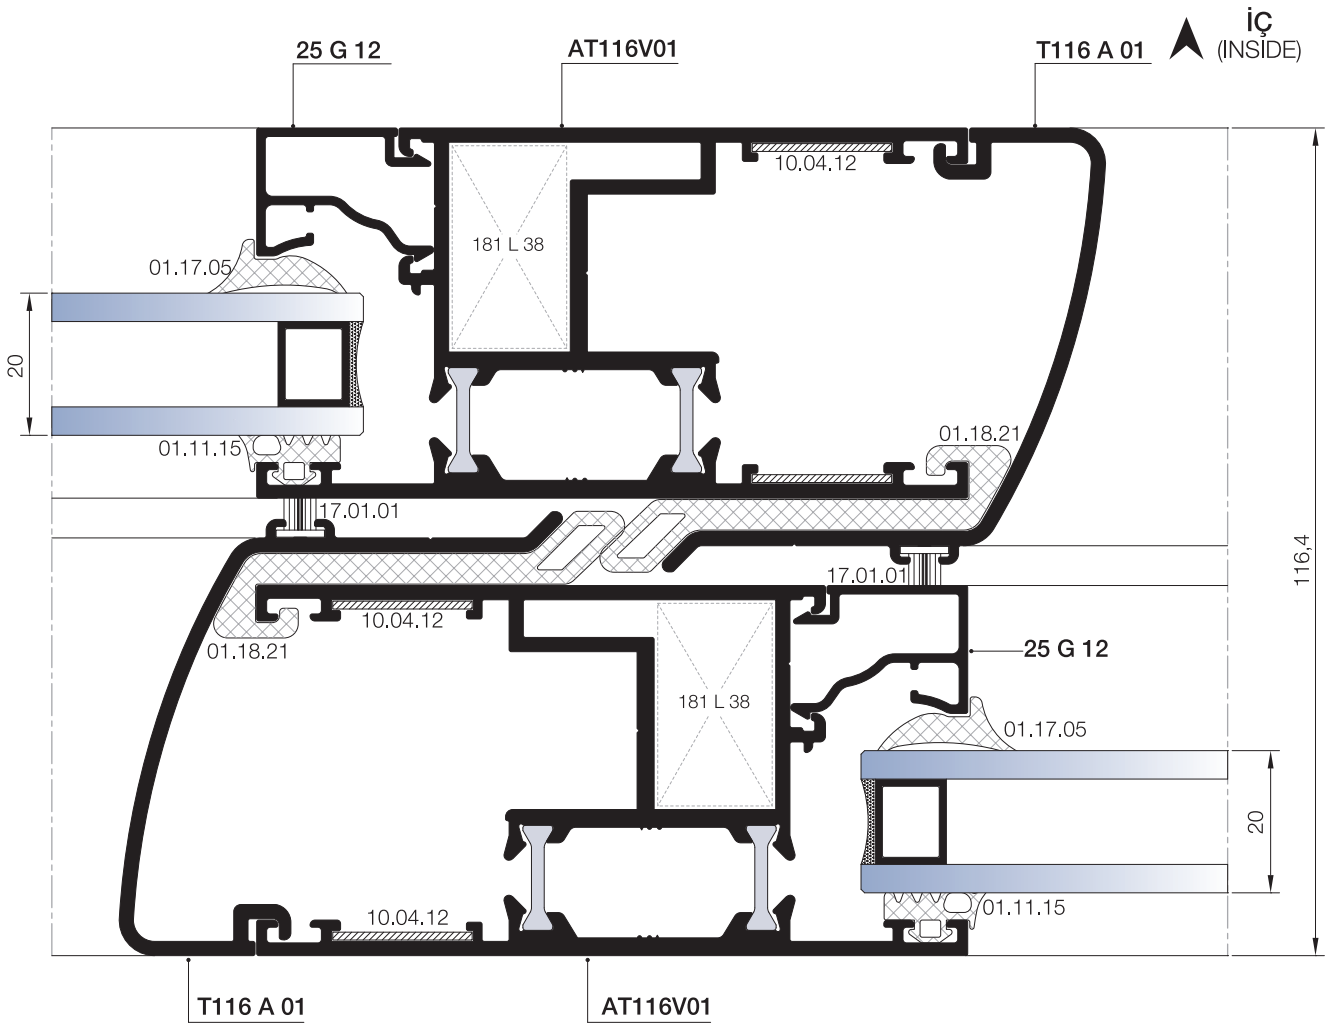 İÇ
(INSIDE)
25 G 12
AT116V01
T116 A 01
10.04.12
181 L 38
01.17.05
20
01.11.15
01.18.21
17.01.01
116,4
17.01.01
10.04.12
01.18.21
25 G 12
181 L 38
01.17.05
20
01.11.15
10.04.12
T116 A 01
AT116V01